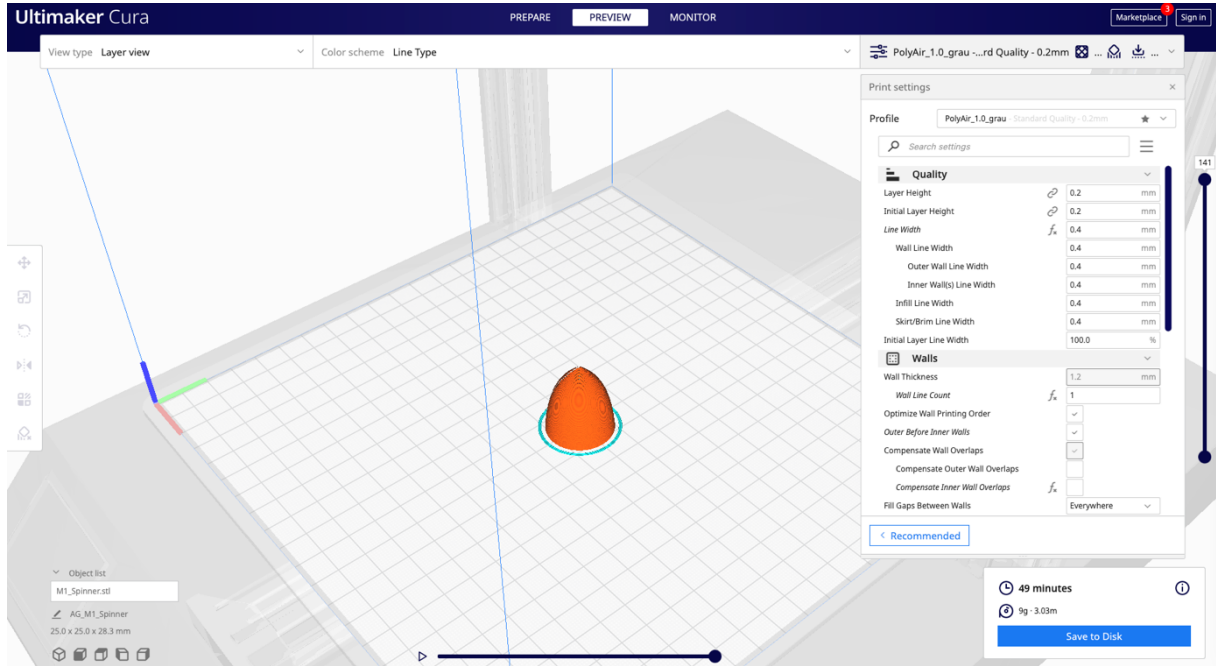 Ultimaker Cura
PREPARE PREVIEW MONITOR
Marketplace 3 Sign in
View type Layer view Color scheme Line Type PolyAir_1.0_grau -...rd Quality - 0.2mm ... ...
Print settings
Profile PolyAir_1.0_grau - Standard Quality - 0.2mm
Search settings
141
Quality
Layer Height 0.2 mm
Initial Layer Height 0.2 mm
Line Width fx 0.4 mm
Wall Line Width 0.4 mm
Outer Wall Line Width 0.4 mm
Inner Wall(s) Line Width 0.4 mm
Infill Line Width 0.4 mm
Skirt/Brim Line Width 0.4 mm
Initial Layer Line Width 100.0 %
Walls
Wall Thickness 1.2 mm
Wall Line Count fx 1
Optimize Wall Printing Order
Outer Before Inner Walls
Compensate Wall Overlaps
Compensate Outer Wall Overlaps
Compensate Inner Wall Overlaps fx
Fill Gaps Between Walls Everywhere
Recommended
Object list
M1_Spinner.stl
AG_M1_Spinner
25.0 x 25.0 x 28.3 mm
49 minutes
9g · 3.03m
Save to Disk